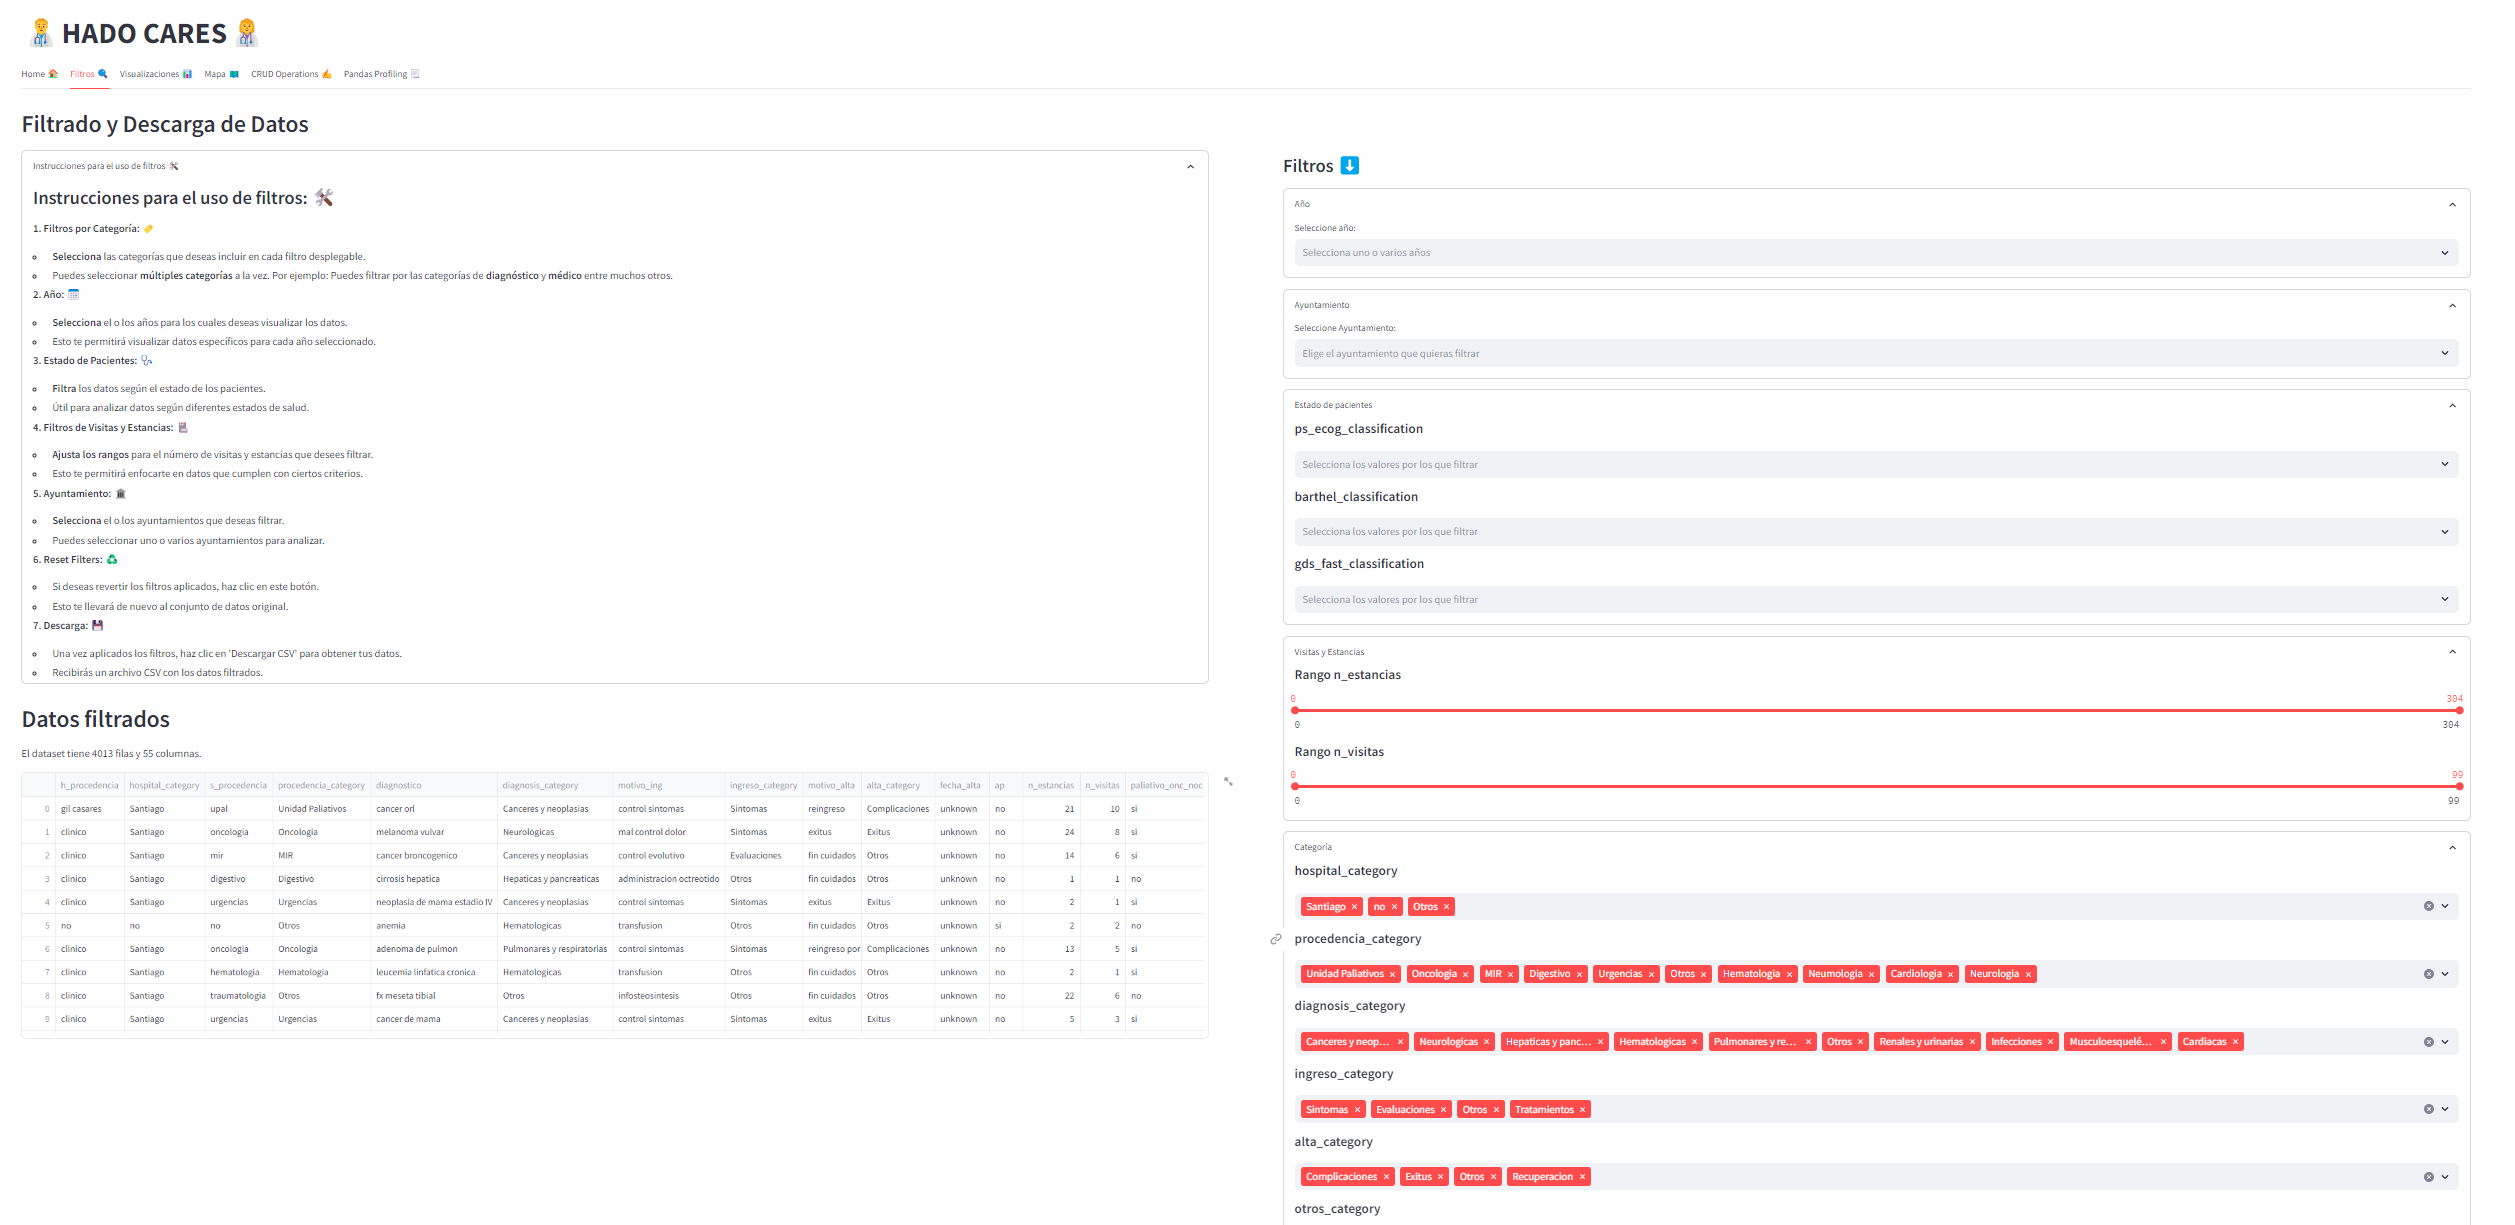 HADO CARES
Home
Filtros
Visualizaciones
Mapa
CRUD Operations
Pandas Profiling
Filtrado y Descarga de Datos
Instrucciones para el uso de filtros
Instrucciones para el uso de filtros:
1. Filtros por Categoría:
Selecciona las categorías que deseas incluir en cada filtro desplegable.
Puedes seleccionar múltiples categorías a la vez. Por ejemplo: Puedes filtrar por las categorías de diagnóstico y médico entre muchos otros.
2. Año:
Selecciona el o los años para los cuales deseas visualizar los datos.
Esto te permitirá visualizar datos específicos para cada año seleccionado.
3. Estado de Pacientes:
Filtra los datos según el estado de los pacientes.
Útil para analizar datos según diferentes estados de salud.
4. Filtros de Visitas y Estancias:
Ajusta los rangos para el número de visitas y estancias que desees filtrar.
Esto te permitirá enfocarte en datos que cumplen con ciertos criterios.
5. Ayuntamiento:
Selecciona el o los ayuntamientos que deseas filtrar.
Puedes seleccionar uno o varios ayuntamientos para analizar.
6. Reset Filters:
Si deseas revertir los filtros aplicados, haz clic en este botón.
Esto te llevará de nuevo al conjunto de datos original.
7. Descarga:
Una vez aplicados los filtros, haz clic en 'Descargar CSV' para obtener tus datos.
Recibirás un archivo CSV con los datos filtrados.
Datos filtrados
El dataset tiene 4013 filas y 55 columnas.
h_procedencia hospital_category s_procedencia procedencia_category diagnostico diagnosis_category motivo_ing ingreso_category motivo_alta alta_category fecha_alta ap n_estancias n_visitas paliativo_onc_noc
0 gil casares Santiago upal Unidad Paliativos cancer orl Canceres y neoplasias control sintomas Sintomas reingreso Complicaciones unknown no 21 10 si
1 clinico Santiago oncologia Oncologia melanoma vulvar Neurologicas mal control dolor Sintomas exitus Exitus unknown no 24 8 si
2 clinico Santiago mir MIR cancer broncogenico Canceres y neoplasias control evolutivo Evaluaciones fin cuidados Otros unknown no 14 6 si
3 clinico Santiago digestivo Digestivo cirrosis hepatica Hepaticas y pancreaticas administracion octreotido Otros fin cuidados Otros unknown no 1 1 no
4 clinico Santiago urgencias Urgencias neoplasia de mama estadio IV Canceres y neoplasias control sintomas Sintomas exitus Exitus unknown no 2 1 si
5 no no no Otros anemia Hematologicas transfusion Otros fin cuidados Otros unknown si 2 2 no
6 clinico Santiago oncologia Oncologia adenoma de pulmon Pulmonares y respiratorias control sintomas Sintomas reingreso por Complicaciones unknown no 13 5 si
7 clinico Santiago hematologia Hematologia leucemia linfatica cronica Hematologicas transfusion Otros fin cuidados Otros unknown no 2 1 si
8 clinico Santiago traumatologia Otros fx meseta tibial Otros infosteosintesis Otros fin cuidados Otros unknown no 22 6 no
9 clinico Santiago urgencias Urgencias cancer de mama Canceres y neoplasias control sintomas Sintomas exitus Exitus unknown no 5 3 si
Filtros
Año
Seleccione año:
Selecciona uno o varios años
Ayuntamiento
Seleccione Ayuntamiento:
Elige el ayuntamiento que quieras filtrar
Estado de pacientes
ps_ecog_classification
Selecciona los valores por los que filtrar
barthel_classification
Selecciona los valores por los que filtrar
gds_fast_classification
Selecciona los valores por los que filtrar
Visitas y Estancias
Rango n_estancias
0 304
0 304
Rango n_visitas
0 99
0 99
Categoría
hospital_category
Santiago × no × Otros ×
procedencia_category
Unidad Paliativos × Oncologia × MIR × Digestivo × Urgencias × Otros × Hematologia × Neumologia × Cardiologia × Neurologia ×
diagnosis_category
Canceres y neop... × Neurologicas × Hepaticas y panc... × Hematologicas × Pulmonares y re... × Otros × Renales y urinarias × Infecciones × Musculoesquelé... × Cardiacas ×
ingreso_category
Sintomas × Evaluaciones × Otros × Tratamientos ×
alta_category
Complicaciones × Exitus × Otros × Recuperacion ×
otros_category